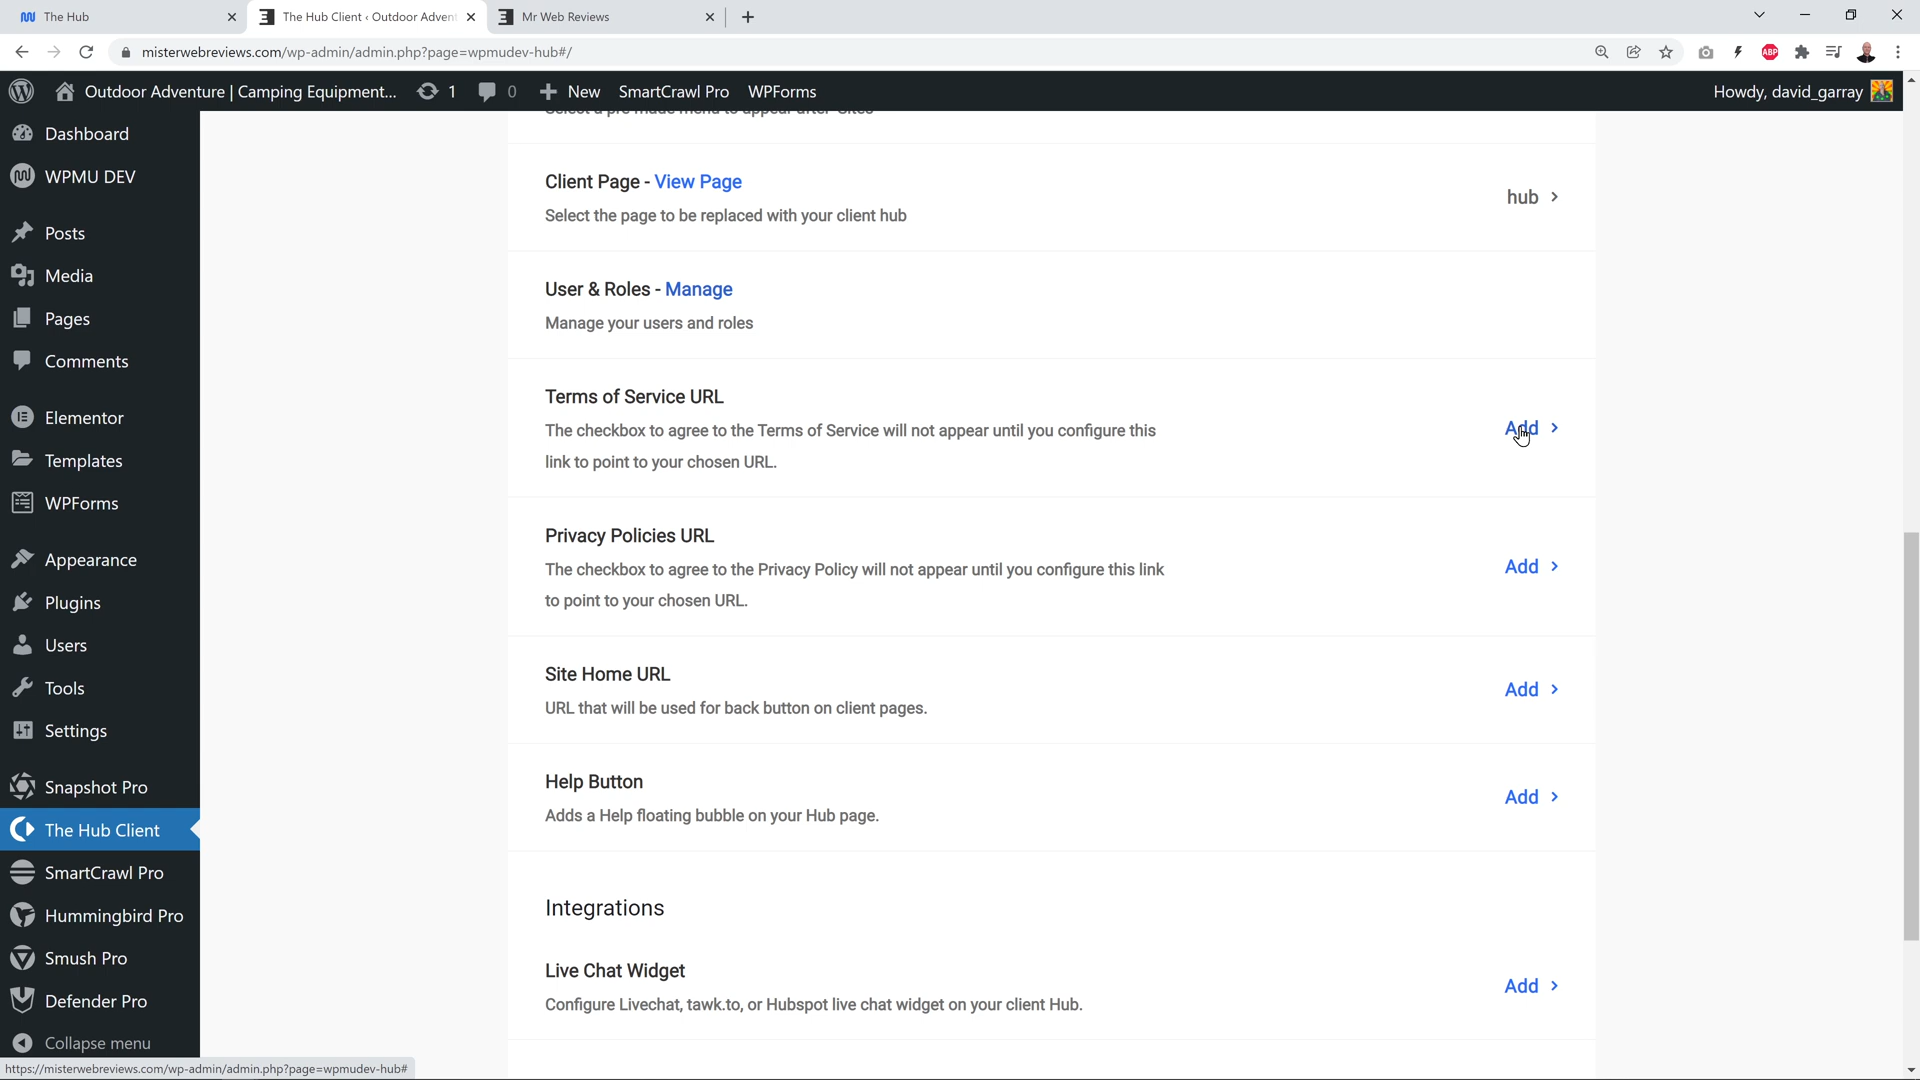 The Hub
The Hub Client ‹ Outdoor Advent
Mr Web Reviews
misterwebreviews.com/wp-admin/admin.php?page=wpmudev-hub#/
ABP
Outdoor Adventure | Camping Equipment...
1
0
New
SmartCrawl Pro
WPForms
Howdy, david_garray
Dashboard
WPMU DEV
Posts
Media
Pages
Comments
Elementor
Templates
WPForms
Appearance
Plugins
Users
Tools
Settings
Snapshot Pro
The Hub Client
SmartCrawl Pro
Hummingbird Pro
Smush Pro
Defender Pro
Collapse menu
Client Page - View Page
Select the page to be replaced with your client hub
hub
User & Roles - Manage
Manage your users and roles
Terms of Service URL
The checkbox to agree to the Terms of Service will not appear until you configure this
link to point to your chosen URL.
Add
Privacy Policies URL
The checkbox to agree to the Privacy Policy will not appear until you configure this link
to point to your chosen URL.
Add
Site Home URL
URL that will be used for back button on client pages.
Add
Help Button
Adds a Help floating bubble on your Hub page.
Add
Integrations
Live Chat Widget
Configure Livechat, tawk.to, or Hubspot live chat widget on your client Hub.
Add
https://misterwebreviews.com/wp-admin/admin.php?page=wpmudev-hub#